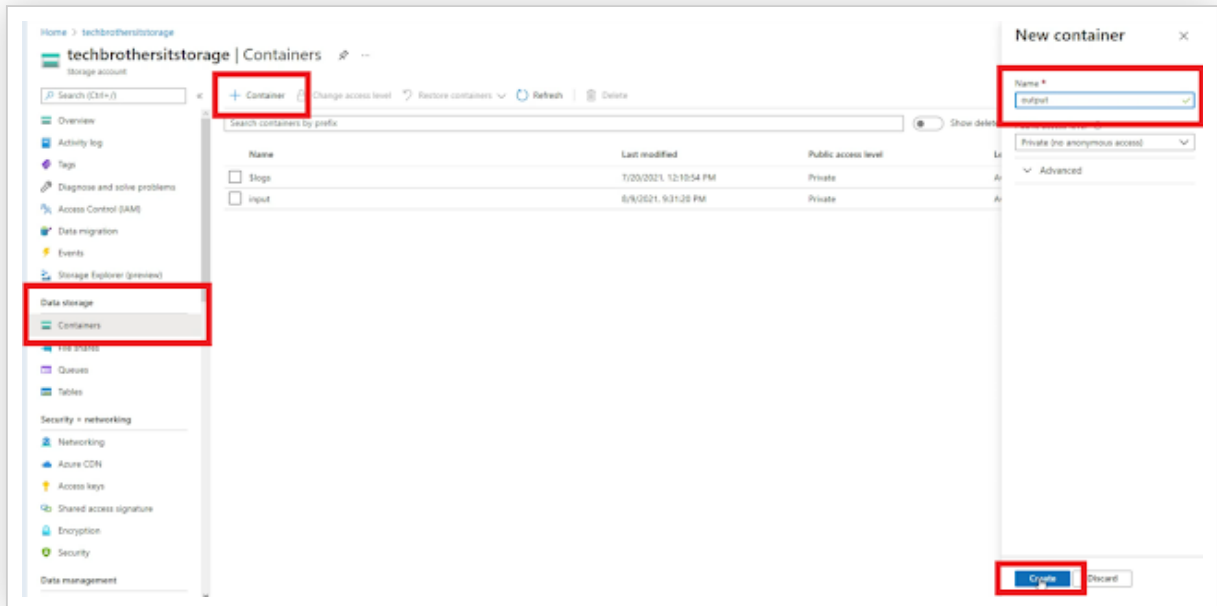 Home > techbrothersitstorage
techbrothersitstorage | Containers
Storage account
Search (Ctrl+/)
Overview
Activity log
Tags
Diagnose and solve problems
Access Control (IAM)
Data migration
Events
Storage Explorer (preview)
Data storage
Containers
File shares
Queues
Tables
Security + networking
Networking
Azure CDN
Access keys
Shared access signature
Encryption
Security
Data management
+ Container
Change access level
Restore containers
Refresh
Delete
Search containers by prefix
Show delete
Name Last modified Public access level
$logs 7/20/2021, 12:10:54 PM Private
input 8/9/2021, 9:31:20 PM Private
New container
Name *
output
Private (no anonymous access)
Advanced
Create Discard